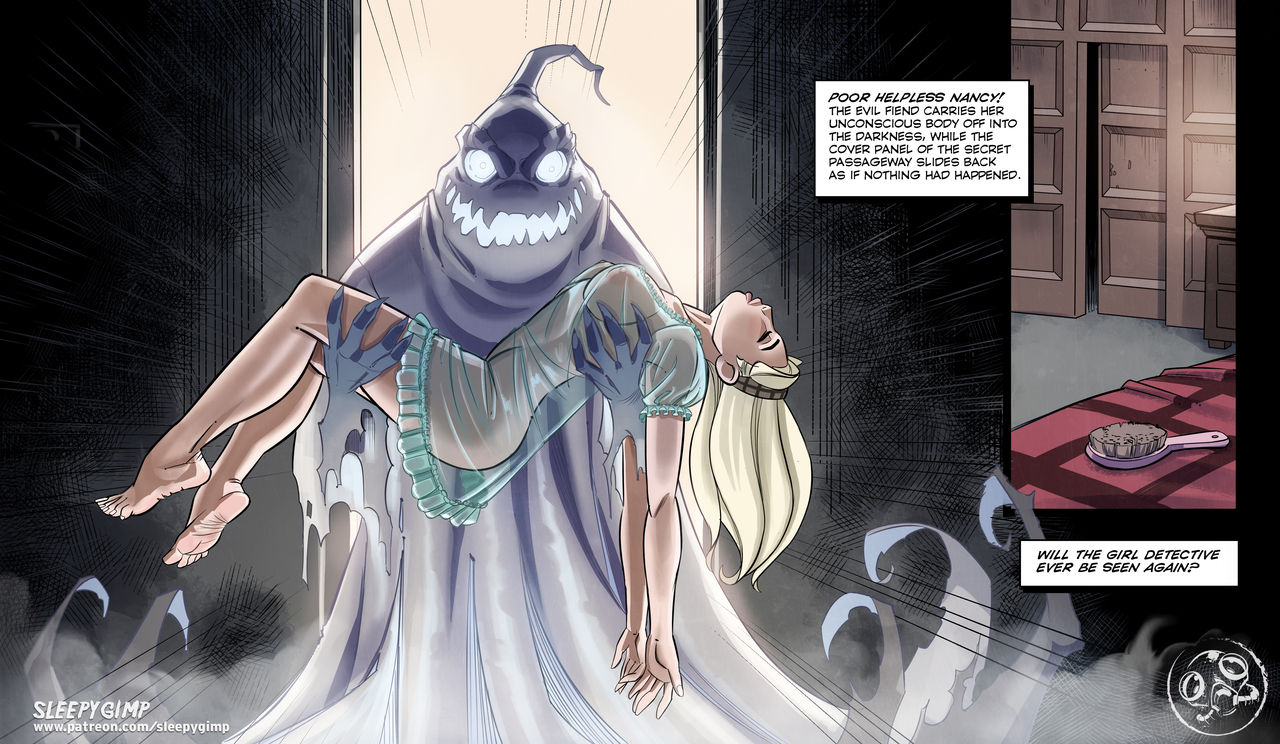 POOR HELPLESS NANCY!
THE EVIL FIEND CARRIES HER
UNCONSCIOUS BODY OFF INTO
THE DARKNESS, WHILE THE
COVER PANEL OF THE SECRET
PASSAGEWAY SLIDES BACK
AS IF NOTHING HAD HAPPENED.
WILL THE GIRL DETECTIVE
EVER BE SEEN AGAIN?
SLEEPYGIMP
www.patreon.com/sleepygimp